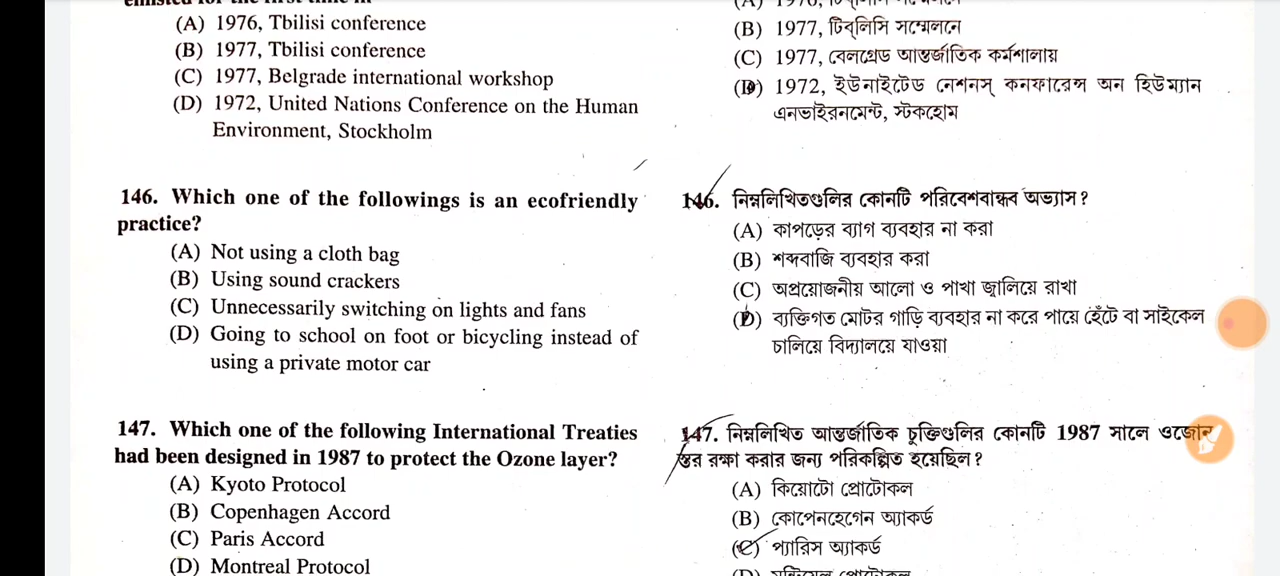 (A) 1976, Tbilisi conference
(B) 1977, Tbilisi conference
(C) 1977, Belgrade international workshop
(D) 1972, United Nations Conference on the Human
Environment, Stockholm
146. Which one of the followings is an ecofriendly
practice?
(A) Not using a cloth bag
(B) Using sound crackers
(C) Unnecessarily switching on lights and fans
(D) Going to school on foot or bicycling instead of
using a private motor car
147. Which one of the following International Treaties
had been designed in 1987 to protect the Ozone layer?
(A) Kyoto Protocol
(B) Copenhagen Accord
(C) Paris Accord
(D) Montreal Protocol
(B) 1977, টিব্‌লিসি সম্মেলনে
(C) 1977, বেলগ্রেড আন্তর্জাতিক কর্মশালায়
(D) 1972, ইউনাইটেড নেশনস্ কনফারেন্স অন হিউম্যান
এনভাইরনমেন্ট, স্টকহোম
146. নিম্নলিখিতগুলির কোনটি পরিবেশবান্ধব অভ্যাস?
(A) কাপড়ের ব্যাগ ব্যবহার না করা
(B) শব্দবাজি ব্যবহার করা
(C) অপ্রয়োজনীয় আলো ও পাখা জ্বালিয়ে রাখা
(D) ব্যক্তিগত মোটর গাড়ি ব্যবহার না করে পায়ে হেঁটে বা সাইকেল
চালিয়ে বিদ্যালয়ে যাওয়া
147. নিম্নলিখিত আন্তর্জাতিক চুক্তিগুলির কোনটি 1987 সালে ওজোন
স্তর রক্ষা করার জন্য পরিকল্পিত হয়েছিল?
(A) কিয়োটো প্রোটোকল
(B) কোপেনহেগেন অ্যাকর্ড
(C) প্যারিস অ্যাকর্ড